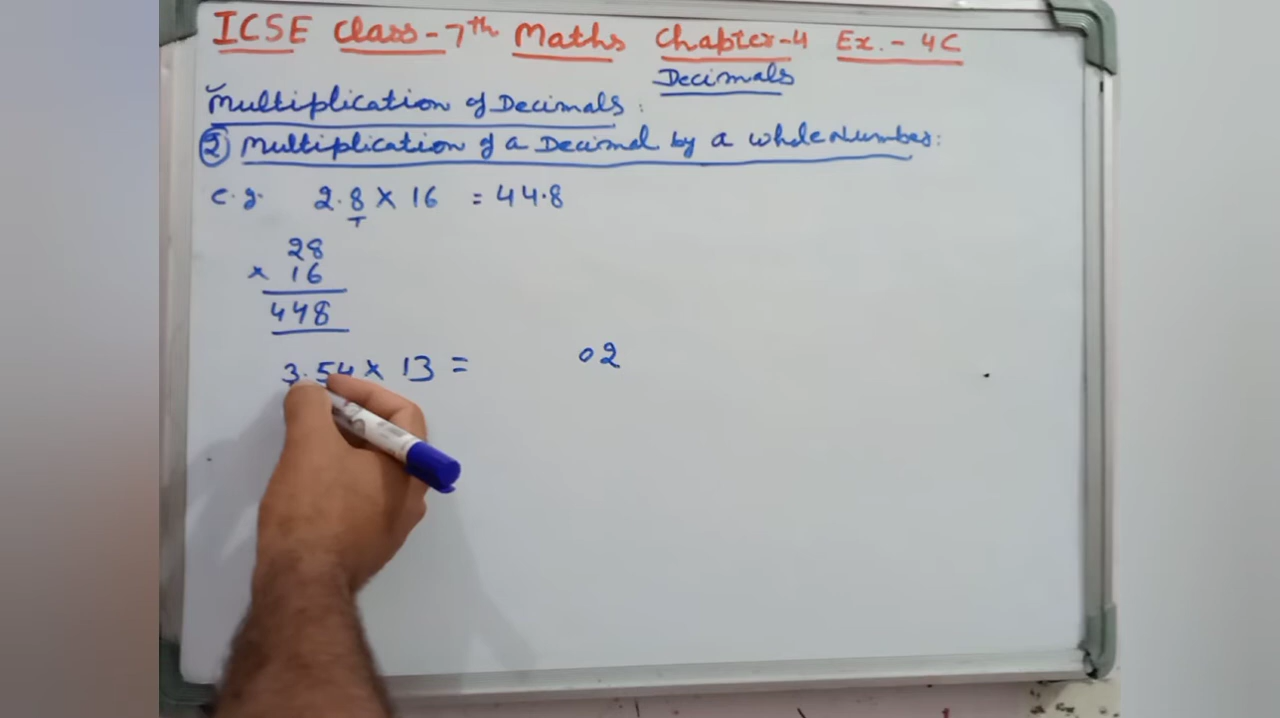 ICSE Class-7th Maths Chapter-4 Ex.- 4C
Decimals
Multiplication of Decimals:
② Multiplication of a Decimal by a whole Number:
e.g. 2.8 × 16 = 44.8
T
28
× 16
448
3.54 × 13 = 02